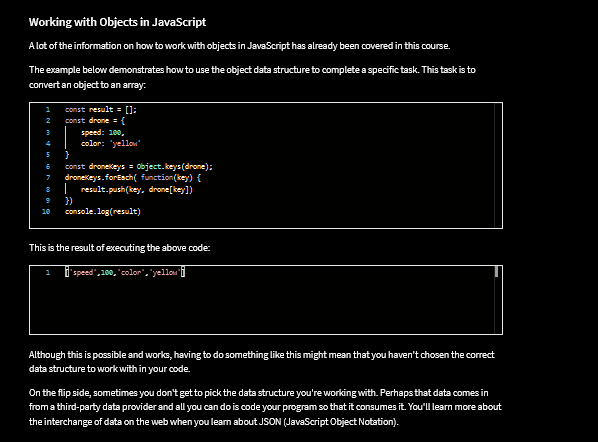 Working with Objects in JavaScript
A lot of the information on how to work with objects in JavaScript has already been covered in this course.
The example below demonstrates how to use the object data structure to complete a specific task. This task is to
convert an object to an array:
1 const result = [];
2 const drone = {
3 speed: 100,
4 color: 'yellow'
5 }
6 const droneKeys = Object.keys(drone);
7 droneKeys.forEach( function(key) {
8 result.push(key, drone[key])
9 })
10 console.log(result)
This is the result of executing the above code:
1 ['speed',100,'color','yellow']
Although this is possible and works, having to do something like this might mean that you haven't chosen the correct
data structure to work with in your code.
On the flip side, sometimes you don't get to pick the data structure you're working with. Perhaps that data comes in
from a third-party data provider and all you can do is code your program so that it consumes it. You'll learn more about
the interchange of data on the web when you learn about JSON (JavaScript Object Notation).